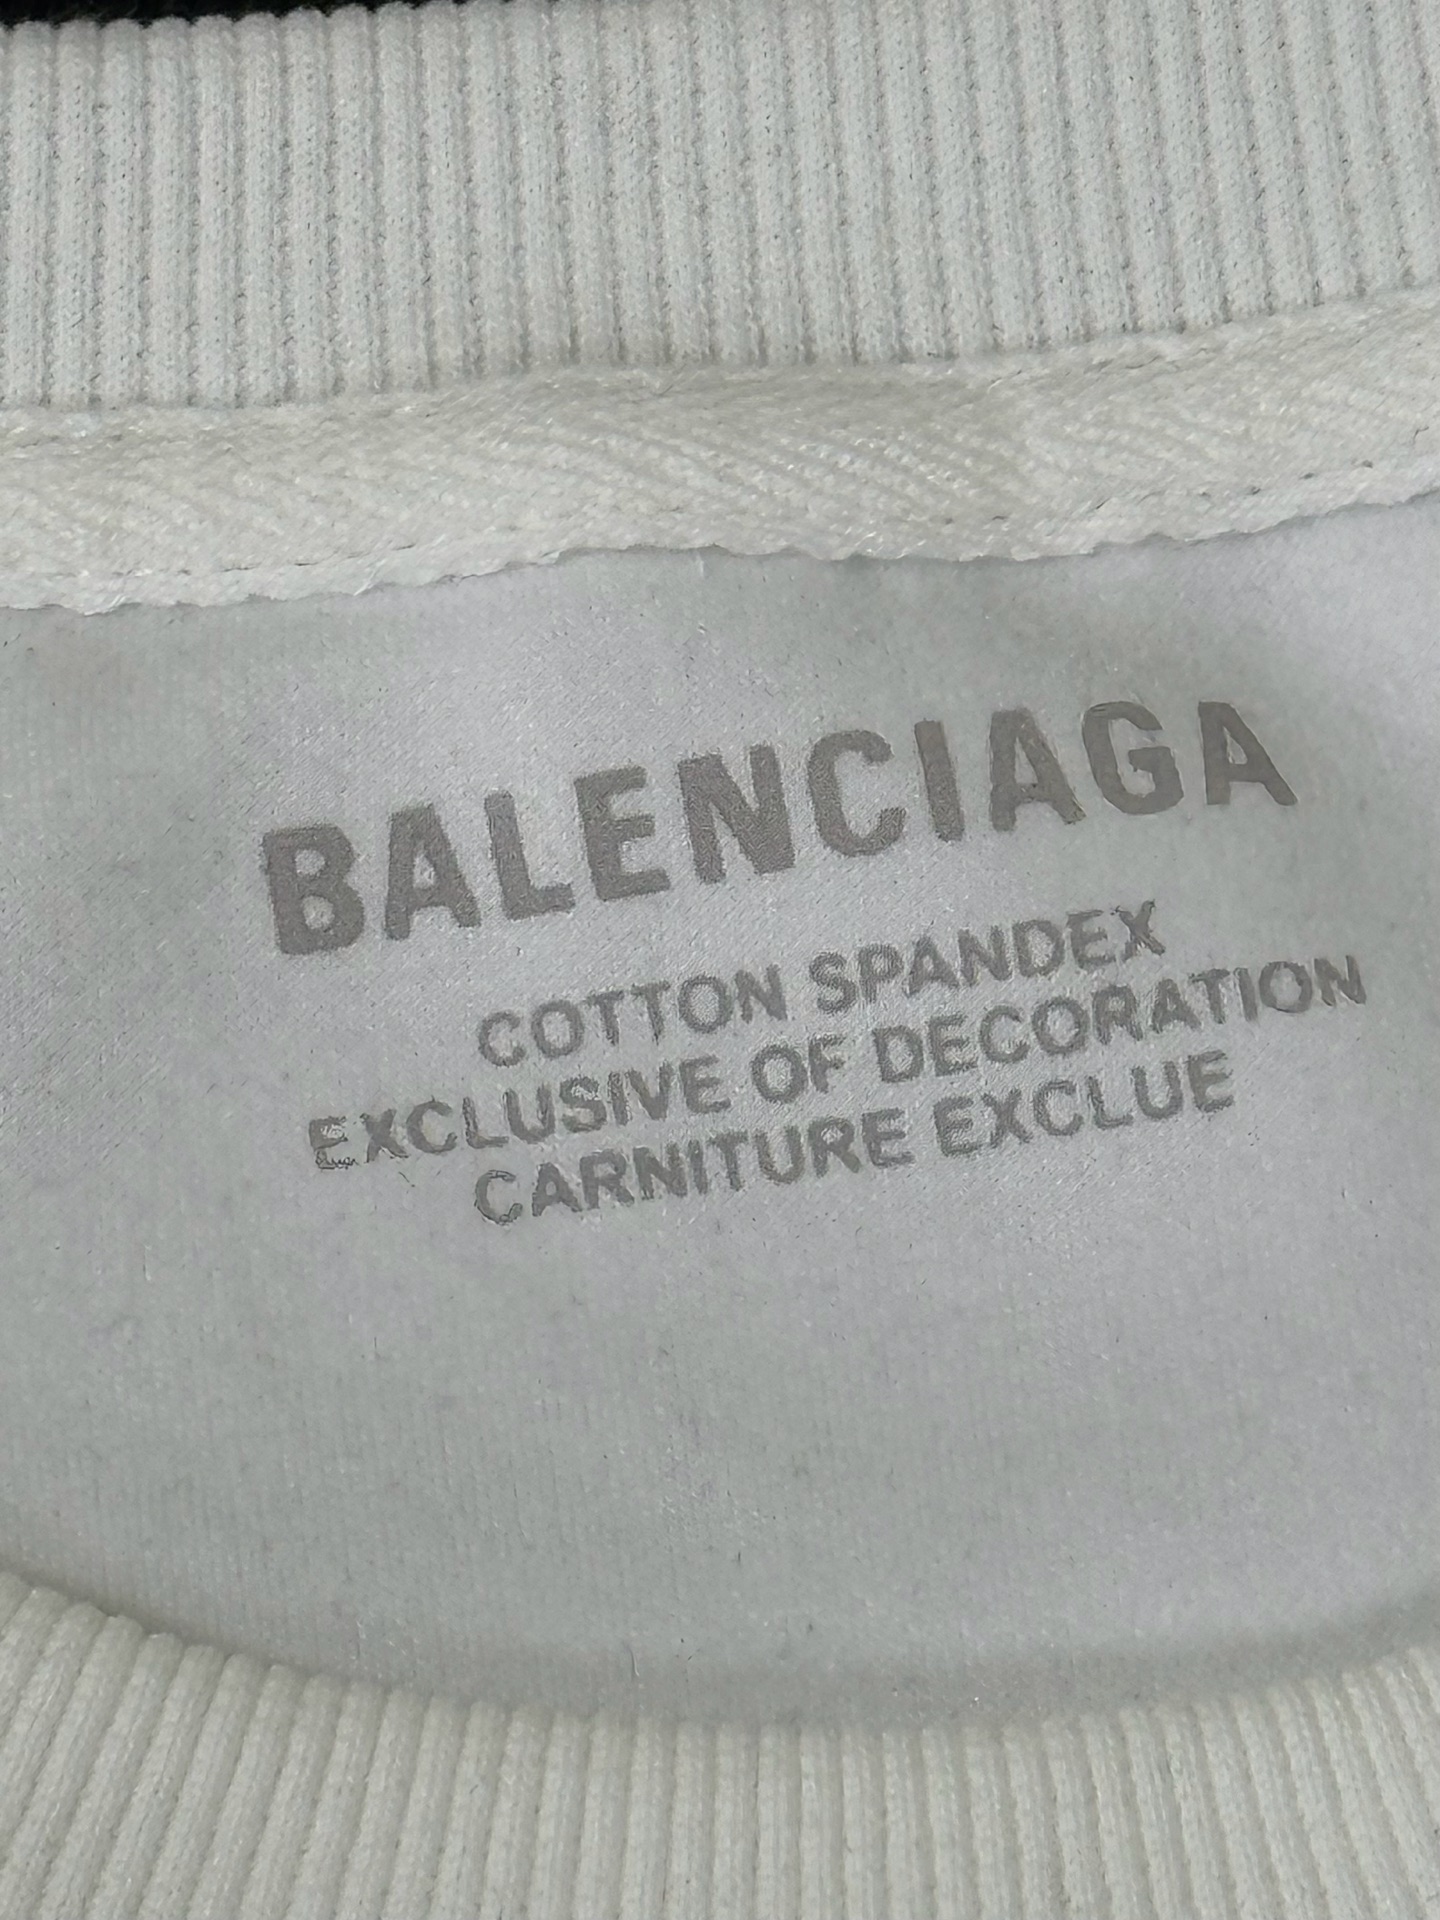 BALENCIAGA
COTTON SPANDEX
EXCLUSIVE OF DECORATION
CARNITURE EXCLUE